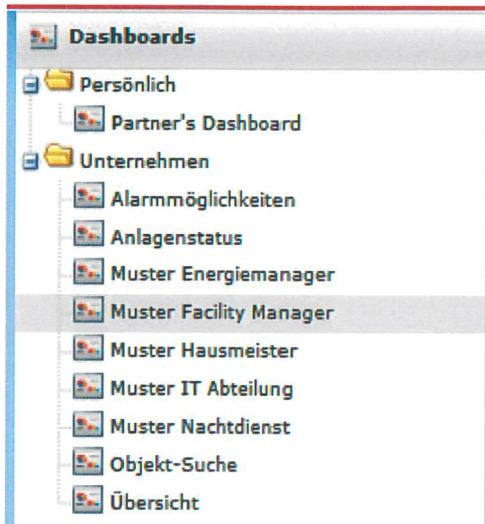 Dashboards
Persönlich
Partner's Dashboard
Unternehmen
Alarmmöglichkeiten
Anlagenstatus
Muster Energiemanager
Muster Facility Manager
Muster Hausmeister
Muster IT Abteilung
Muster Nachtdienst
Objekt-Suche
Übersicht